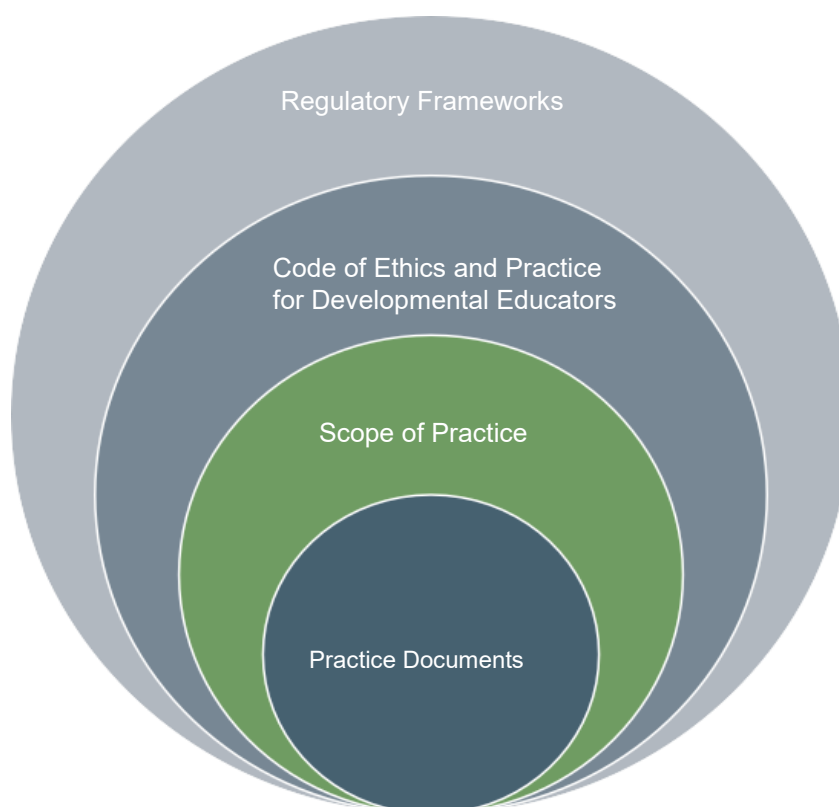 Regulatory Frameworks
Code of Ethics and Practice
for Developmental Educators
Scope of Practice
Practice Documents